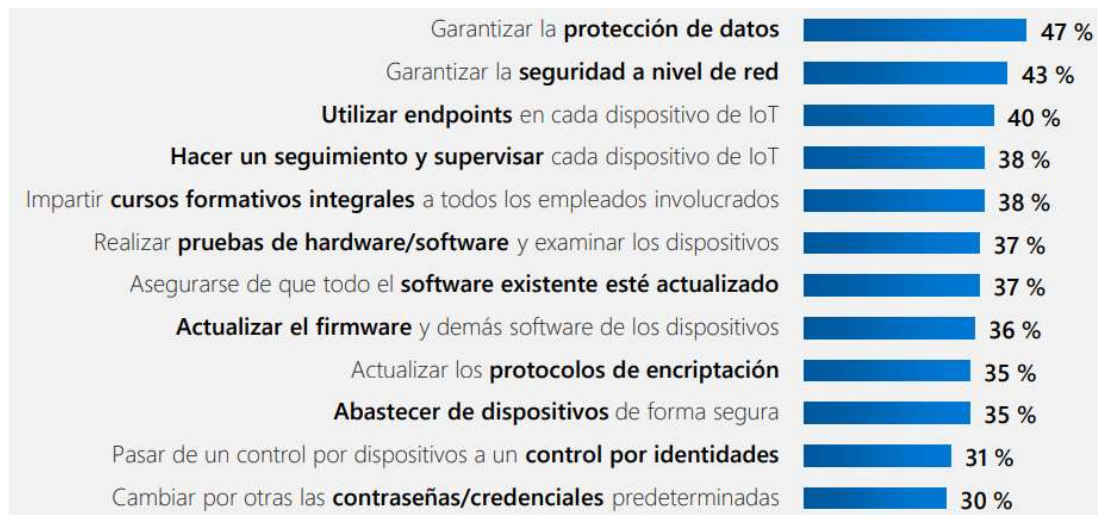 Garantizar la protección de datos 47 %
Garantizar la seguridad a nivel de red 43 %
Utilizar endpoints en cada dispositivo de IoT 40 %
Hacer un seguimiento y supervisar cada dispositivo de IoT 38 %
Impartir cursos formativos integrales a todos los empleados involucrados 38 %
Realizar pruebas de hardware/software y examinar los dispositivos 37 %
Asegurarse de que todo el software existente esté actualizado 37 %
Actualizar el firmware y demás software de los dispositivos 36 %
Actualizar los protocolos de encriptación 35 %
Abastecer de dispositivos de forma segura 35 %
Pasar de un control por dispositivos a un control por identidades 31 %
Cambiar por otras las contraseñas/credenciales predeterminadas 30 %